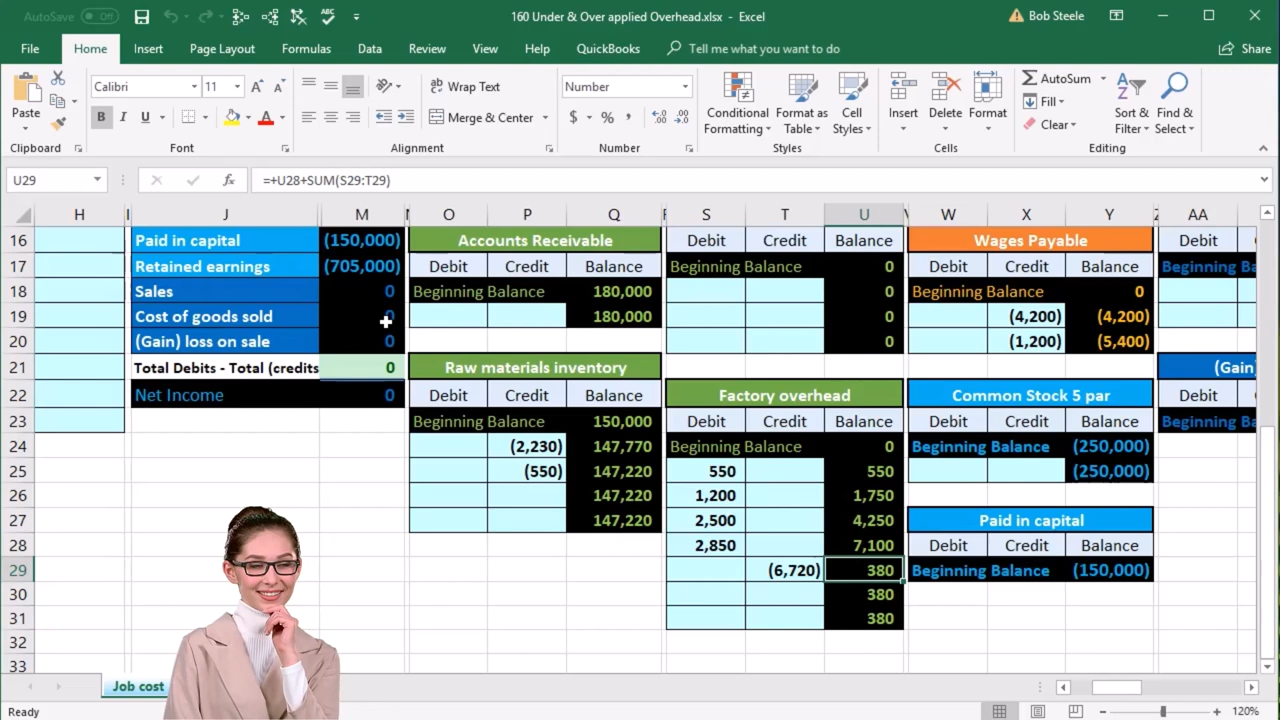 AutoSave Off 160 Under & Over applied Overhead.xlsx - Excel Bob Steele
File Home Insert Page Layout Formulas Data Review View Help QuickBooks Tell me what you want to do Share
Paste Calibri 11 Wrap Text Number Conditional Formatting Format as Table Cell Styles Insert Delete Format AutoSum Sort & Filter Find & Select
B I U Merge & Center $ % Fill
Clear
Clipboard Font Alignment Number Styles Cells Editing
U29 fx =+U28+SUM(S29:T29)
H I J M O P Q S T U W X Y AA
16 Paid in capital (150,000) Accounts Receivable Debit Credit Balance Wages Payable Debit
17 Retained earnings (705,000) Debit Credit Balance Beginning Balance 0 Debit Credit Balance Beginning Ba
18 Sales 0 Beginning Balance 180,000 0 Beginning Balance 0
19 Cost of goods sold 0 180,000 0 (4,200) (4,200)
20 (Gain) loss on sale 0 0 (1,200) (5,400)
21 Total Debits - Total (credits 0 Raw materials inventory (Gain)
22 Net Income 0 Debit Credit Balance Factory overhead Common Stock 5 par Debit
23 Beginning Balance 150,000 Debit Credit Balance Debit Credit Balance Beginning Ba
24 (2,230) 147,770 Beginning Balance 0 Beginning Balance (250,000)
25 (550) 147,220 550 550 (250,000)
26 147,220 1,200 1,750
27 147,220 2,500 4,250 Paid in capital
28 2,850 7,100 Debit Credit Balance
29 (6,720) 380 Beginning Balance (150,000)
30 380
31 380
32
33
Job cost
Ready 120%